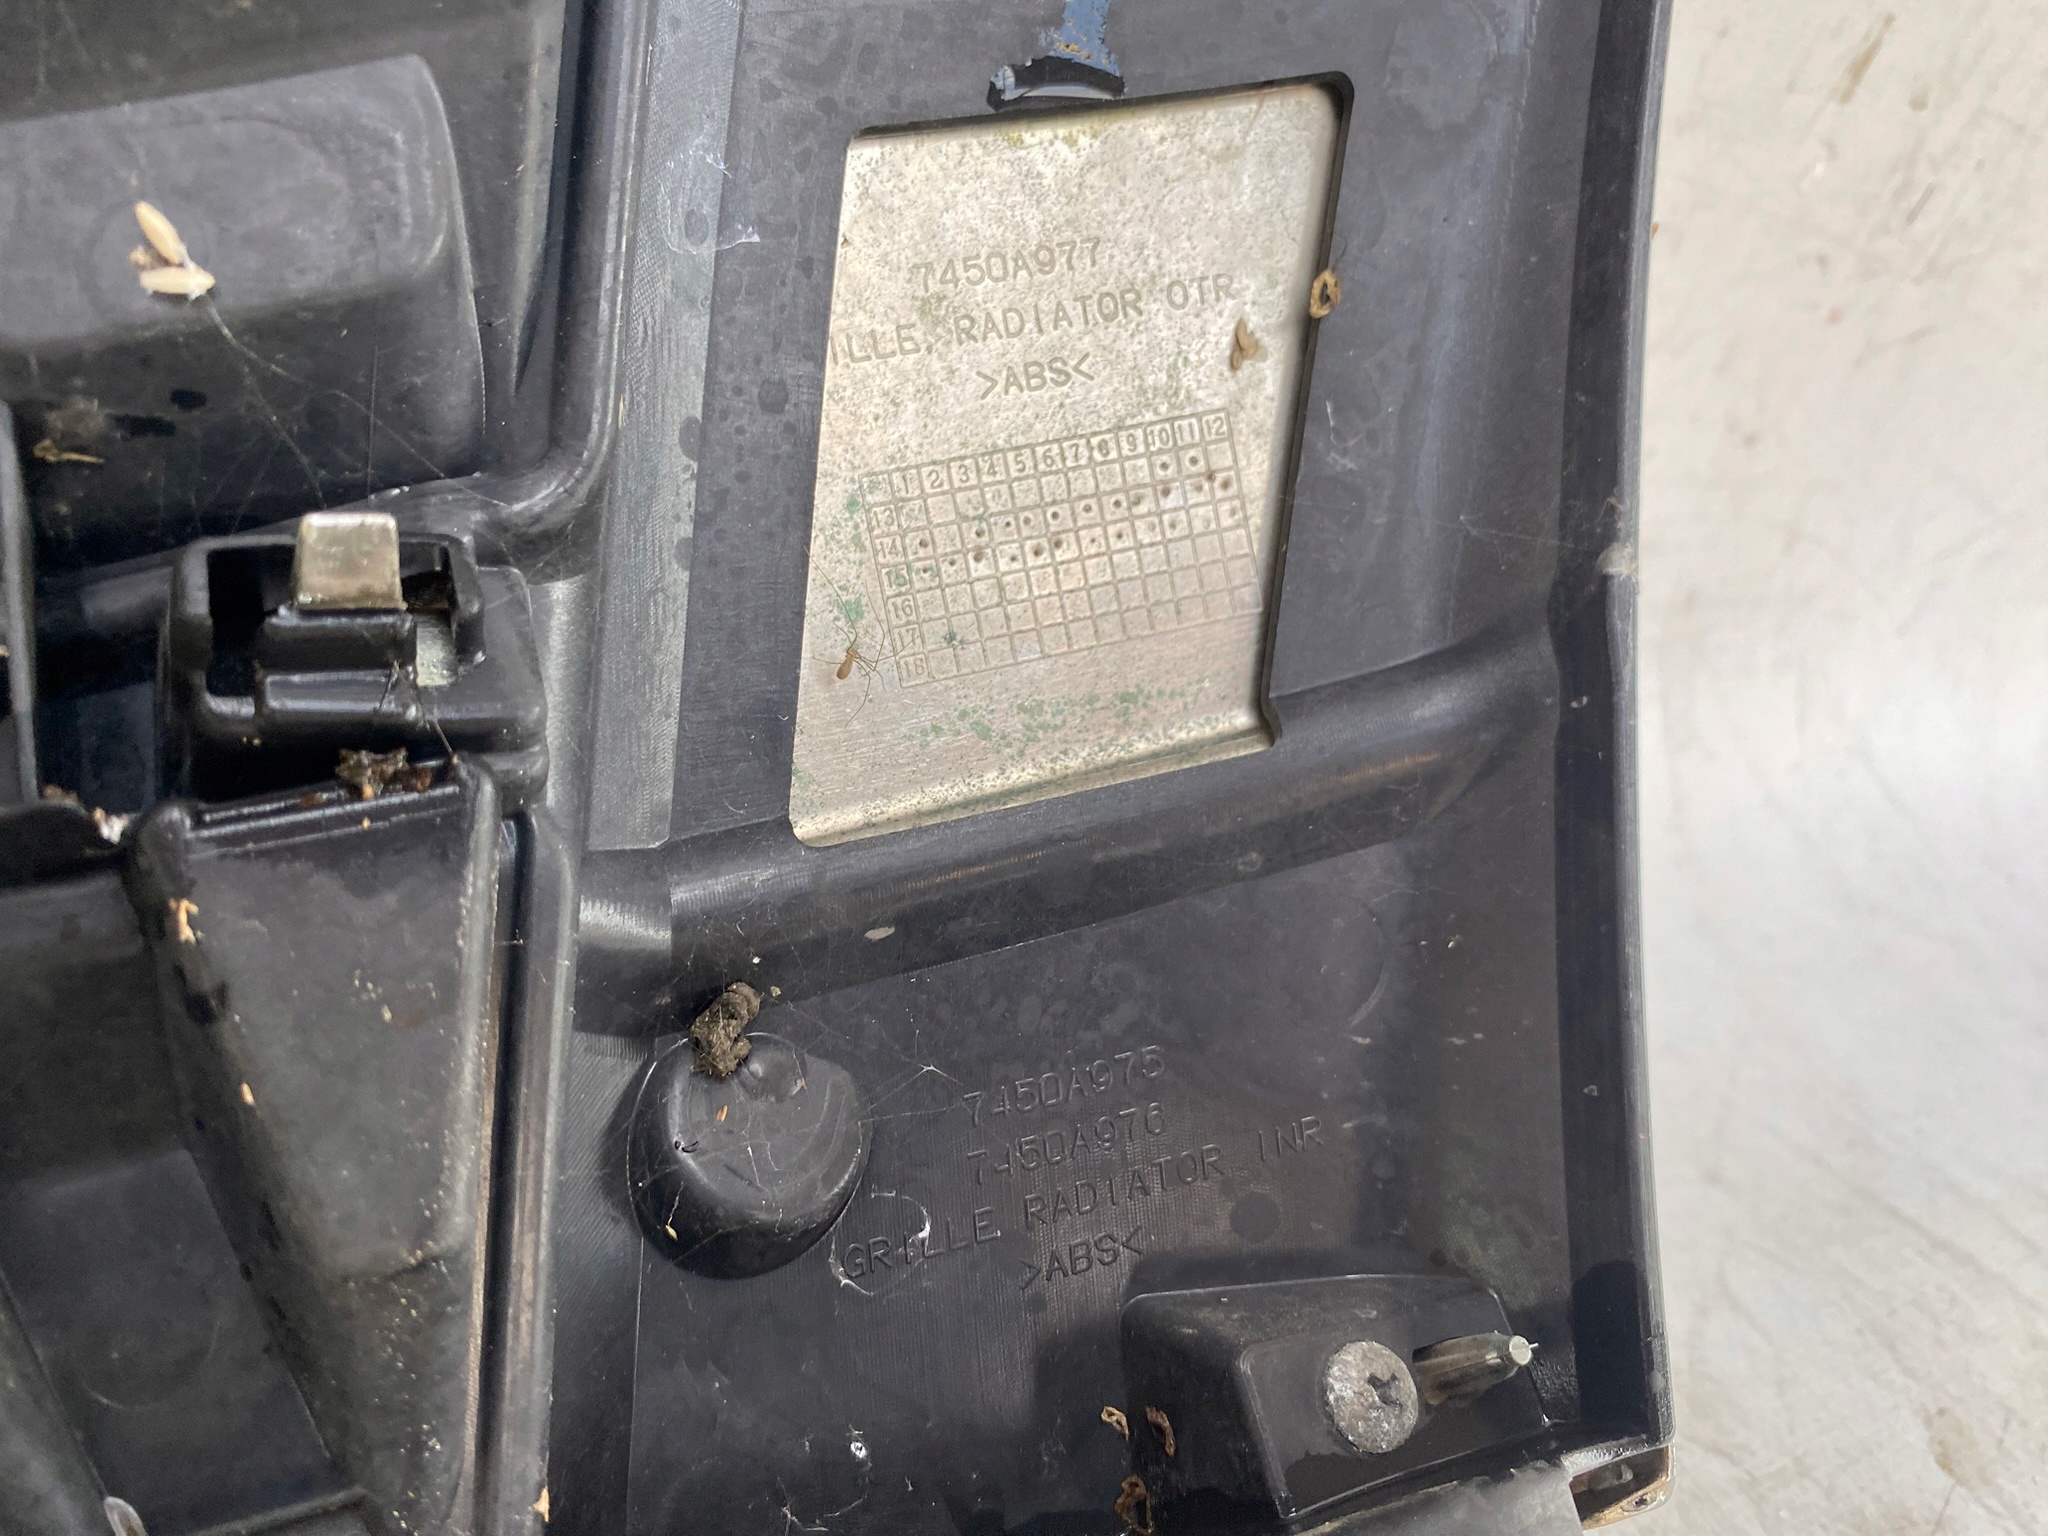 7450A977
ILLE RADIATOR OTR
>ABS<
1 2 3 4 5 6 7 8 9 10 11 12
13
14
15
16
17
18
7450A975
7450A976
GRILLE RADIATOR INR
>ABS<